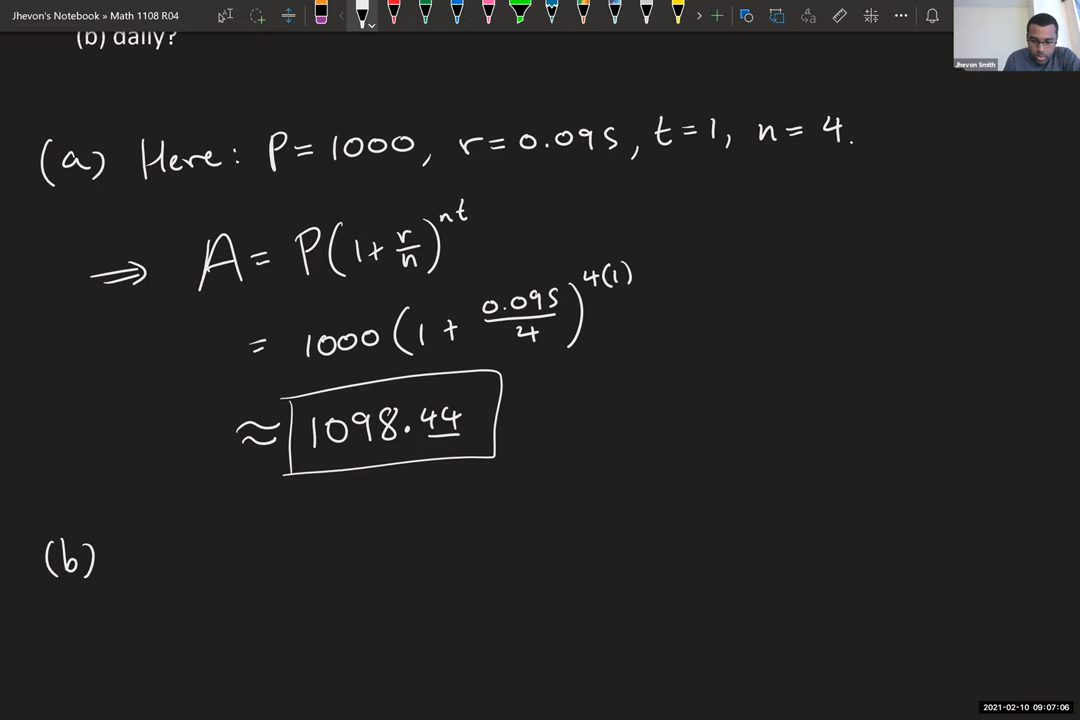 Jhevon's Notebook » Math 1108 R04
(b) daily?
Jhevon Smith
(a) Here: P = 1000, r = 0.095, t = 1, n = 4.
⟹ A = P(1 + r/n)^nt
= 1000 (1 + 0.095/4)^4(1)
≈ 1098.44
(b)
2021-02-10 09:07:06